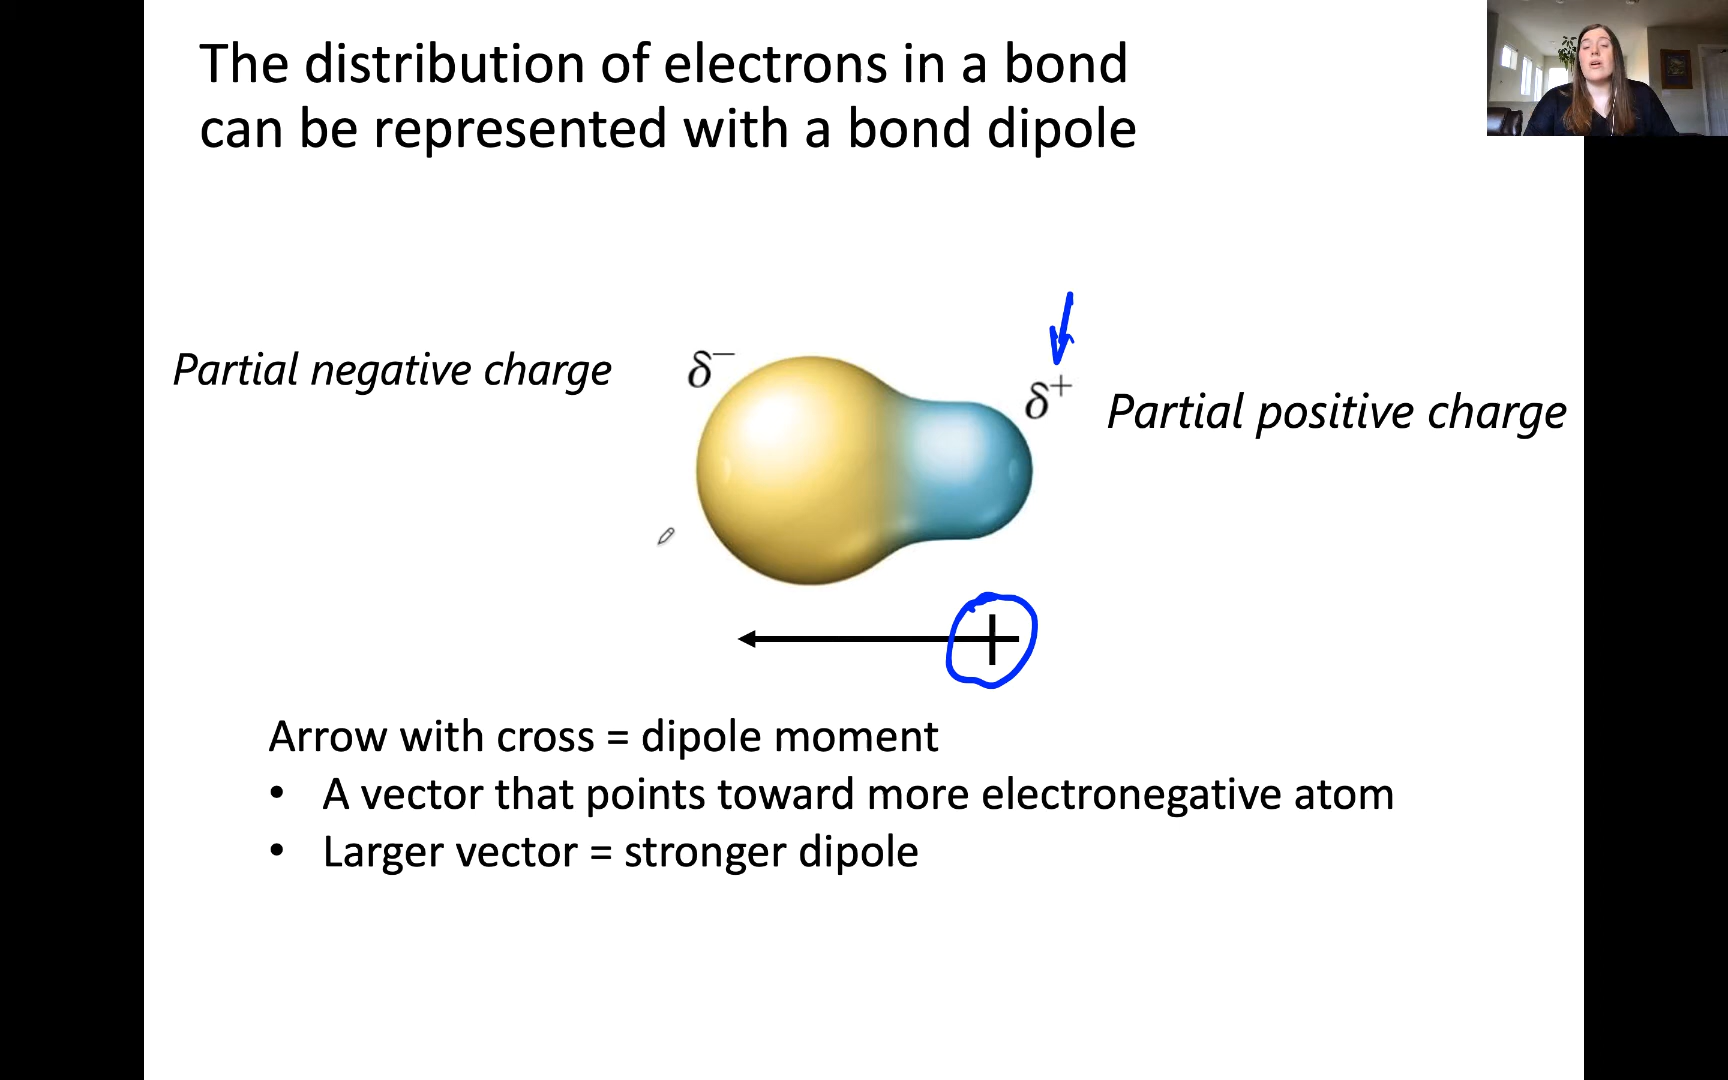 The distribution of electrons in a bond
can be represented with a bond dipole
Partial negative charge
δ⁻
δ⁺
Partial positive charge
Arrow with cross = dipole moment
• A vector that points toward more electronegative atom
• Larger vector = stronger dipole